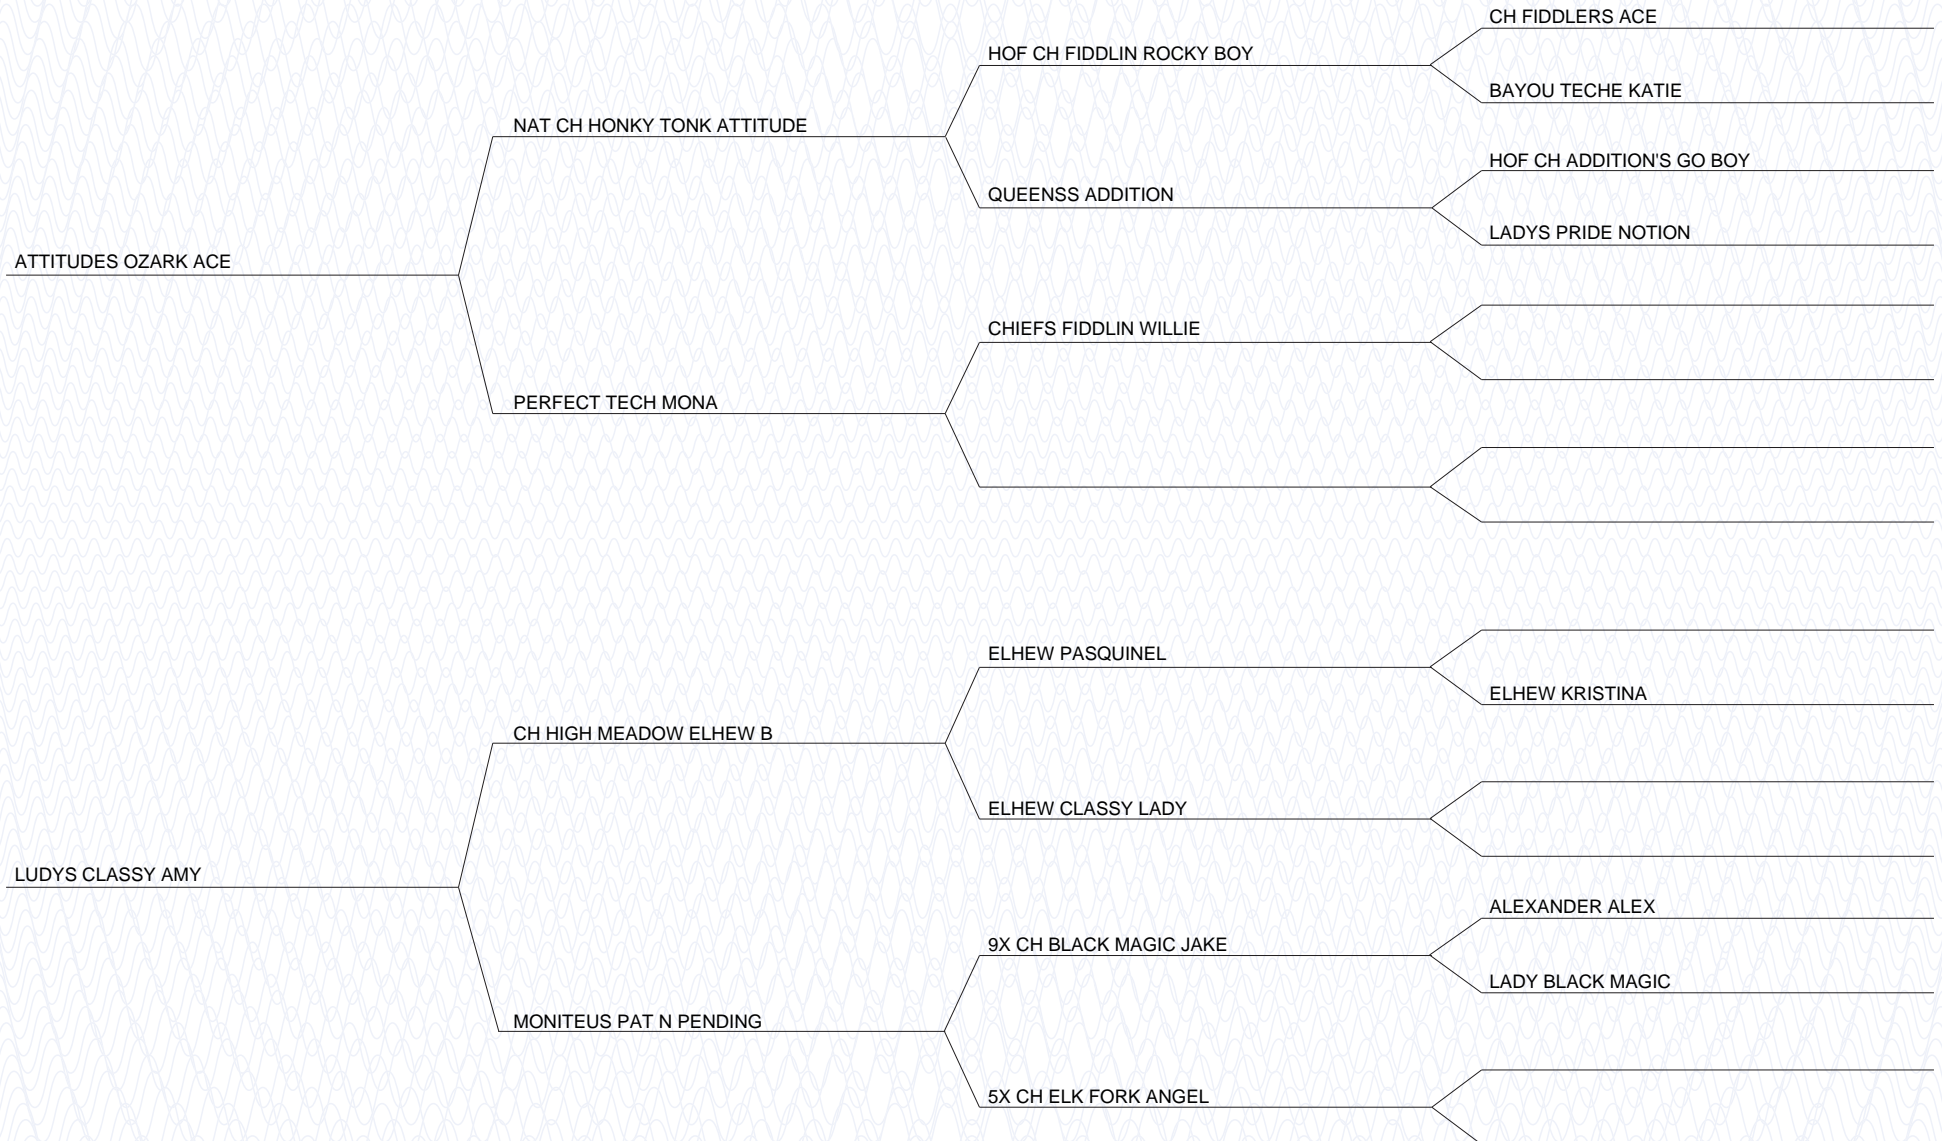 CH FIDDLERS ACE
HOF CH FIDDLIN ROCKY BOY
BAYOU TECHE KATIE
NAT CH HONKY TONK ATTITUDE
HOF CH ADDITION'S GO BOY
QUEENSS ADDITION
LADYS PRIDE NOTION
ATTITUDES OZARK ACE
CHIEFS FIDDLIN WILLIE
PERFECT TECH MONA
ELHEW PASQUINEL
ELHEW KRISTINA
CH HIGH MEADOW ELHEW B
ELHEW CLASSY LADY
LUDYS CLASSY AMY
ALEXANDER ALEX
9X CH BLACK MAGIC JAKE
LADY BLACK MAGIC
MONITEUS PAT N PENDING
5X CH ELK FORK ANGEL